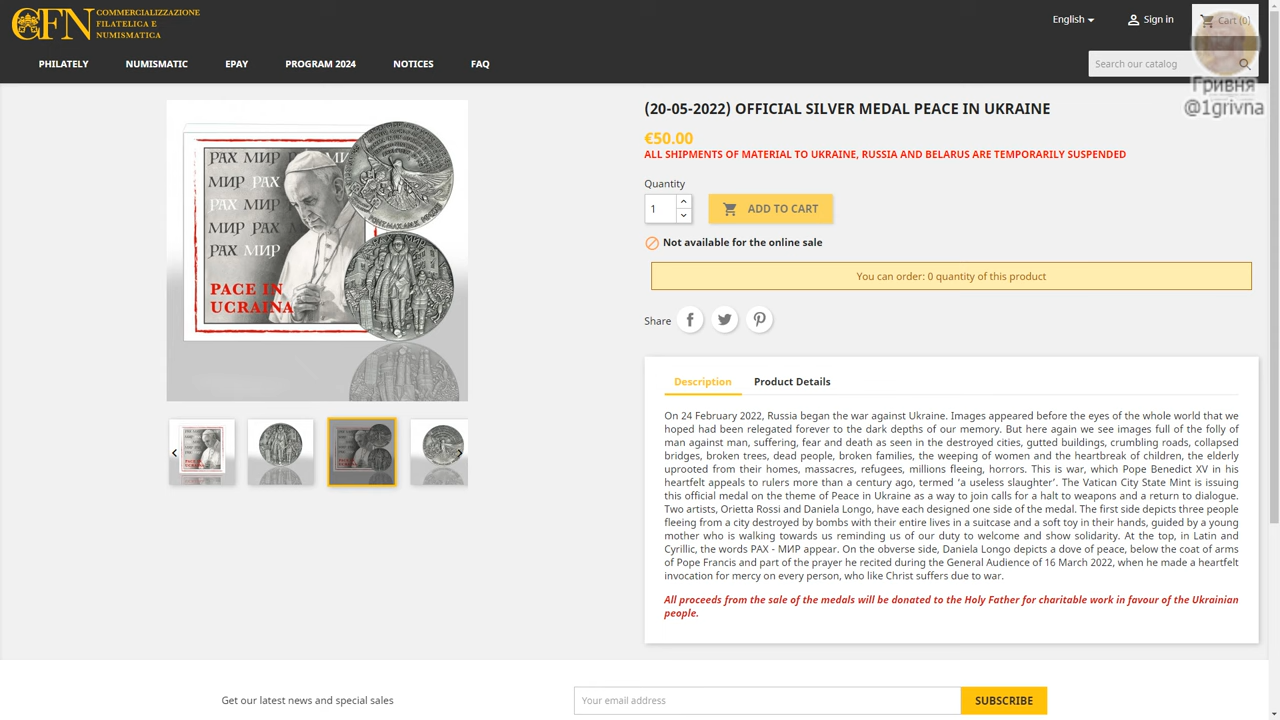 CFN
COMMERCIALIZZAZIONE
FILATELICA E
NUMISMATICA
English
Sign in
Cart (0)
PHILATELY
NUMISMATIC
EPAY
PROGRAM 2024
NOTICES
FAQ
Search our catalog
Гривня
@1grivna
PAX МИР
МИР PAX
PAX МИР
МИР PAX
PAX МИР
PACE IN
UCRAINA
(20-05-2022) OFFICIAL SILVER MEDAL PEACE IN UKRAINE
€50.00
ALL SHIPMENTS OF MATERIAL TO UKRAINE, RUSSIA AND BELARUS ARE TEMPORARILY SUSPENDED
Quantity
1
ADD TO CART
Not available for the online sale
You can order: 0 quantity of this product
Share
Description
Product Details
On 24 February 2022, Russia began the war against Ukraine. Images appeared before the eyes of the whole world that we
hoped had been relegated forever to the dark depths of our memory. But here again we see images full of the folly of
man against man, suffering, fear and death as seen in the destroyed cities, gutted buildings, crumbling roads, collapsed
bridges, broken trees, dead people, broken families, the weeping of women and the heartbreak of children, the elderly
uprooted from their homes, massacres, refugees, millions fleeing, horrors. This is war, which Pope Benedict XV in his
heartfelt appeals to rulers more than a century ago, termed ‘a useless slaughter’. The Vatican City State Mint is issuing
this official medal on the theme of Peace in Ukraine as a way to join calls for a halt to weapons and a return to dialogue.
Two artists, Orietta Rossi and Daniela Longo, have each designed one side of the medal. The first side depicts three people
fleeing from a city destroyed by bombs with their entire lives in a suitcase and a soft toy in their hands, guided by a young
mother who is walking towards us reminding us of our duty to welcome and show solidarity. At the top, in Latin and
Cyrillic, the words PAX - МИР appear. On the obverse side, Daniela Longo depicts a dove of peace, below the coat of arms
of Pope Francis and part of the prayer he recited during the General Audience of 16 March 2022, when he made a heartfelt
invocation for mercy on every person, who like Christ suffers due to war.
All proceeds from the sale of the medals will be donated to the Holy Father for charitable work in favour of the Ukrainian
people.
Get our latest news and special sales
Your email address
SUBSCRIBE